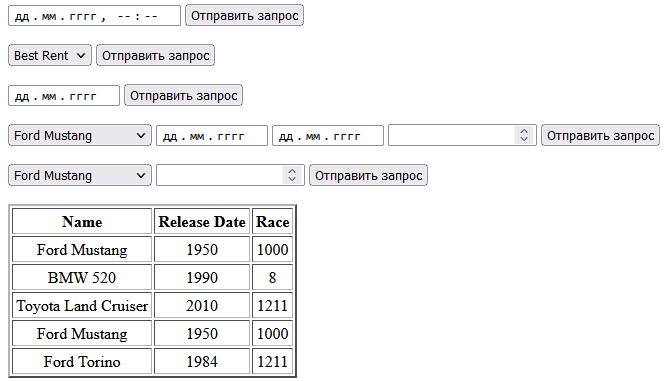 дд.мм.гггг, --:-- Отправить запрос
Best Rent Отправить запрос
дд.мм.гггг Отправить запрос
Ford Mustang дд.мм.гггг дд.мм.гггг Отправить запрос
Ford Mustang Отправить запрос
Name Release Date Race
Ford Mustang 1950 1000
BMW 520 1990 8
Toyota Land Cruiser 2010 1211
Ford Mustang 1950 1000
Ford Torino 1984 1211